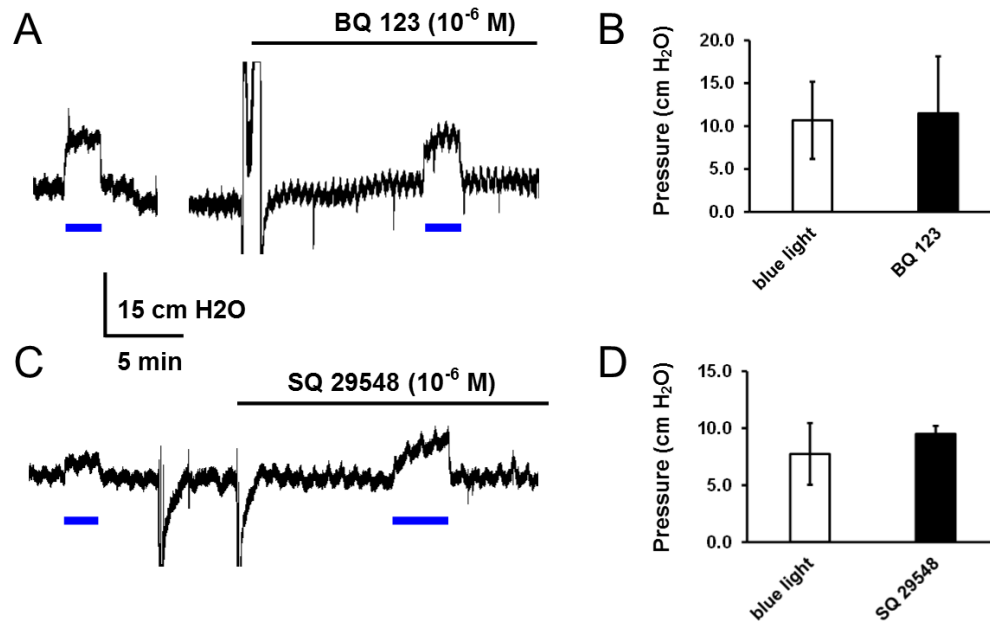 A
BQ 123 (10⁻⁶ M)
15 cm H2O
5 min
B
Pressure (cm H₂O)
20.0
15.0
10.0
5.0
0.0
blue light
BQ 123
C
SQ 29548 (10⁻⁶ M)
D
Pressure (cm H₂O)
15.0
10.0
5.0
0.0
blue light
SQ 29548